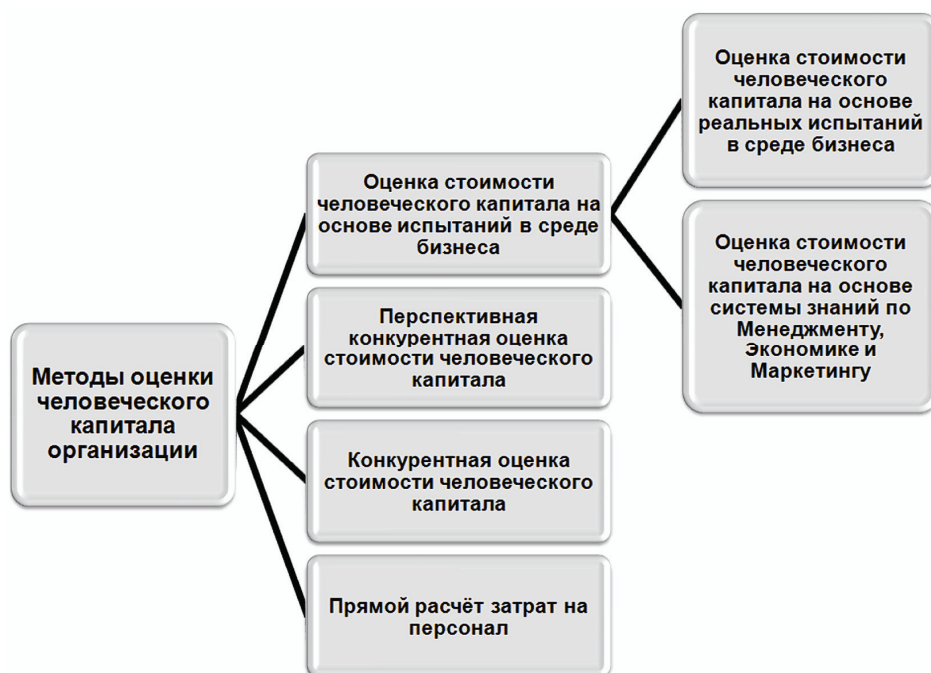 Методы оценки
человеческого
капитала
организации
Оценка стоимости
человеческого капитала на
основе испытаний в среде
бизнеса
Перспективная
конкурентная оценка
стоимости человеческого
капитала
Конкурентная оценка
стоимости человеческого
капитала
Прямой расчёт затрат на
персонал
Оценка стоимости
человеческого
капитала на основе
реальных испытаний
в среде бизнеса
Оценка стоимости
человеческого
капитала на основе
системы знаний по
Менеджменту,
Экономике и
Маркетингу